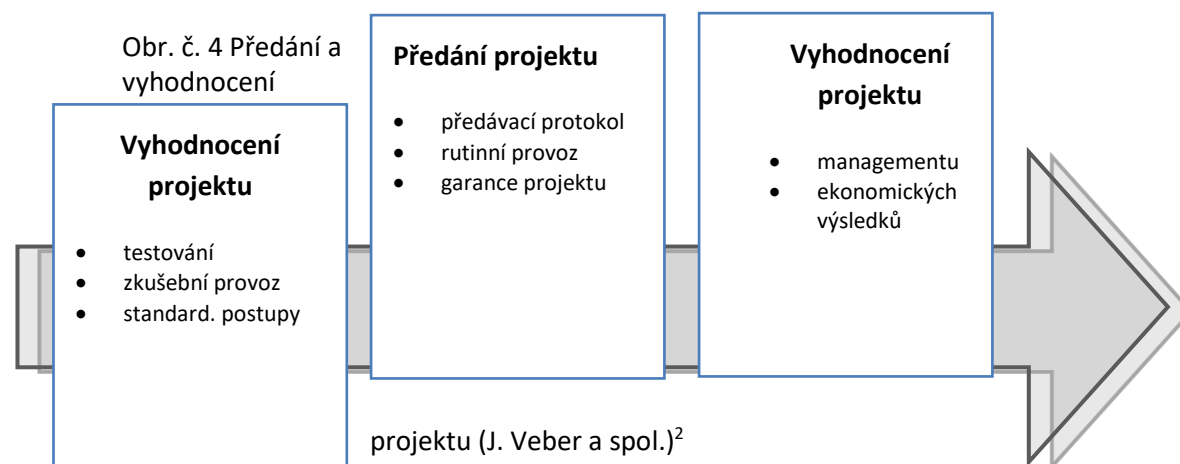 Obr. č. 4 Předání a
vyhodnocení
Vyhodnocení
projektu
• testování
• zkušební provoz
• standard. postupy
Předání projektu
• předávací protokol
• rutinní provoz
• garance projektu
Vyhodnocení
projektu
• managementu
• ekonomických
výsledků
projektu (J. Veber a spol.)²